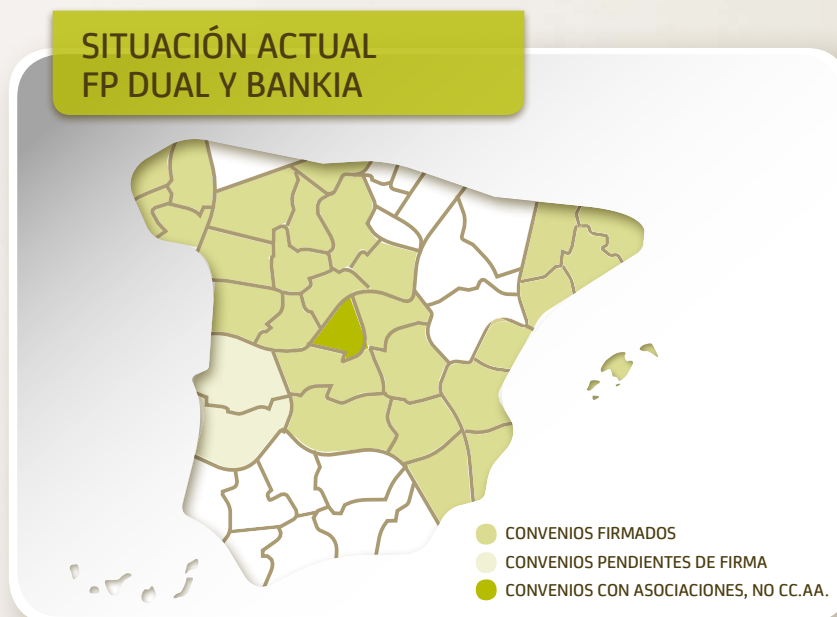 SITUACIÓN ACTUAL
FP DUAL Y BANKIA
CONVENIOS FIRMADOS
CONVENIOS PENDIENTES DE FIRMA
CONVENIOS CON ASOCIACIONES, NO CC.AA.